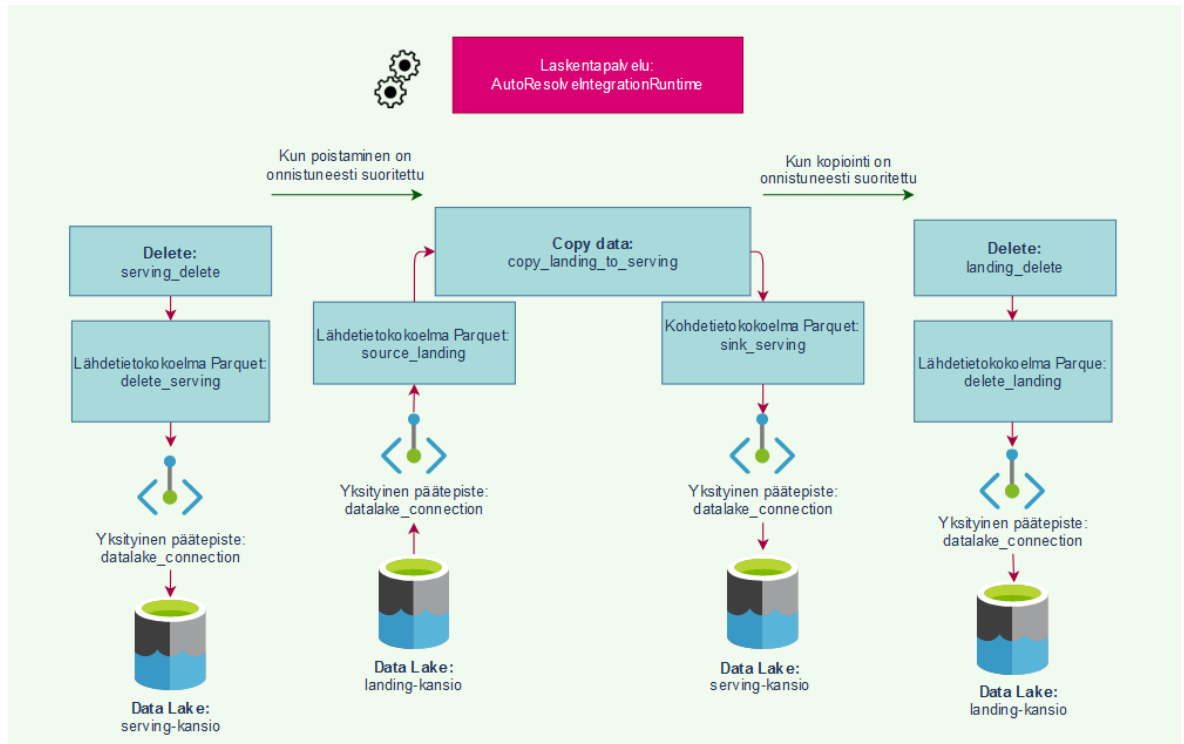 Laskentapalvelu:
AutoResolveIntegrationRuntime
Kun poistaminen on
onnistuneesti suoritettu
Kun kopiointi on
onnistuneesti suoritettu
Delete:
serving_delete
Copy data:
copy_landing_to_serving
Delete:
landing_delete
Lähdetietokokoelma Parquet:
delete_serving
Lähdetietokokoelma Parquet:
source_landing
Kohdetietokokoelma Parquet:
sink_serving
Lähdetietokokoelma Parque:
delete_landing
Yksityinen päätepiste:
datalake_connection
Yksityinen päätepiste:
datalake_connection
Yksityinen päätepiste:
datalake_connection
Yksityinen päätepiste:
datalake_connection
Data Lake:
serving-kansio
Data Lake:
landing-kansio
Data Lake:
serving-kansio
Data Lake:
landing-kansio